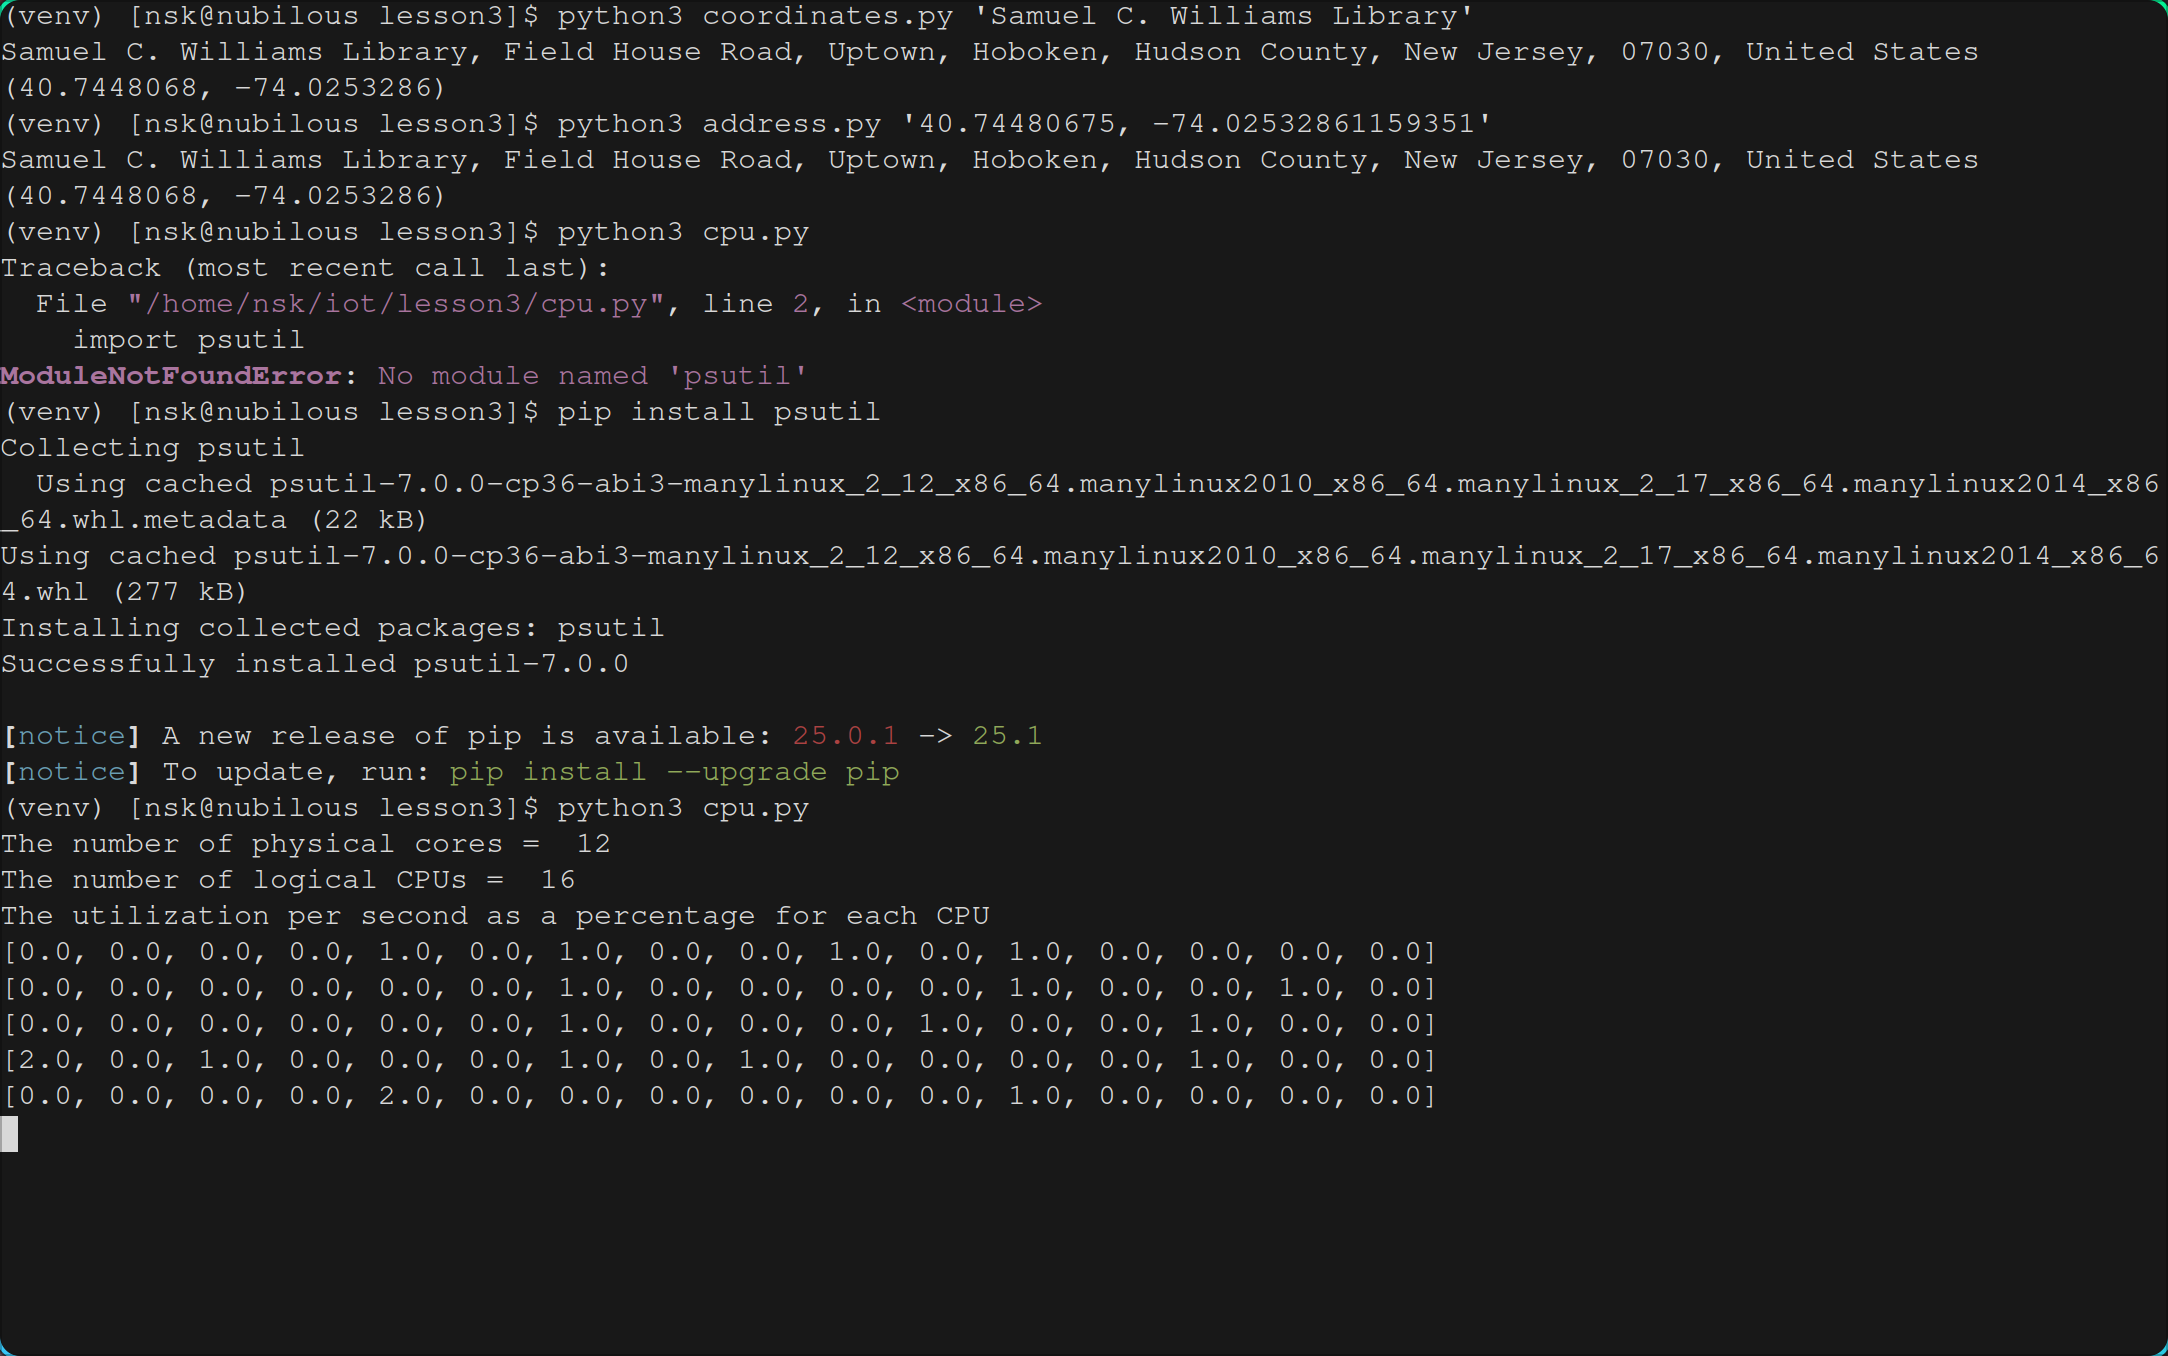 (venv) [nsk@nubilous lesson3]$ python3 coordinates.py 'Samuel C. Williams Library'
Samuel C. Williams Library, Field House Road, Uptown, Hoboken, Hudson County, New Jersey, 07030, United States
(40.7448068, -74.0253286)
(venv) [nsk@nubilous lesson3]$ python3 address.py '40.74480675, -74.02532861159351'
Samuel C. Williams Library, Field House Road, Uptown, Hoboken, Hudson County, New Jersey, 07030, United States
(40.7448068, -74.0253286)
(venv) [nsk@nubilous lesson3]$ python3 cpu.py
Traceback (most recent call last):
  File "/home/nsk/iot/lesson3/cpu.py", line 2, in <module>
    import psutil
ModuleNotFoundError: No module named 'psutil'
(venv) [nsk@nubilous lesson3]$ pip install psutil
Collecting psutil
  Using cached psutil-7.0.0-cp36-abi3-manylinux_2_12_x86_64.manylinux2010_x86_64.manylinux_2_17_x86_64.manylinux2014_x86
_64.whl.metadata (22 kB)
Using cached psutil-7.0.0-cp36-abi3-manylinux_2_12_x86_64.manylinux2010_x86_64.manylinux_2_17_x86_64.manylinux2014_x86_6
4.whl (277 kB)
Installing collected packages: psutil
Successfully installed psutil-7.0.0

[notice] A new release of pip is available: 25.0.1 -> 25.1
[notice] To update, run: pip install --upgrade pip
(venv) [nsk@nubilous lesson3]$ python3 cpu.py
The number of physical cores =  12
The number of logical CPUs =  16
The utilization per second as a percentage for each CPU
[0.0, 0.0, 0.0, 0.0, 1.0, 0.0, 1.0, 0.0, 0.0, 1.0, 0.0, 1.0, 0.0, 0.0, 0.0, 0.0]
[0.0, 0.0, 0.0, 0.0, 0.0, 0.0, 1.0, 0.0, 0.0, 0.0, 0.0, 1.0, 0.0, 0.0, 1.0, 0.0]
[0.0, 0.0, 0.0, 0.0, 0.0, 0.0, 1.0, 0.0, 0.0, 0.0, 1.0, 0.0, 0.0, 1.0, 0.0, 0.0]
[2.0, 0.0, 1.0, 0.0, 0.0, 0.0, 1.0, 0.0, 1.0, 0.0, 0.0, 0.0, 0.0, 1.0, 0.0, 0.0]
[0.0, 0.0, 0.0, 0.0, 2.0, 0.0, 0.0, 0.0, 0.0, 0.0, 0.0, 1.0, 0.0, 0.0, 0.0, 0.0]